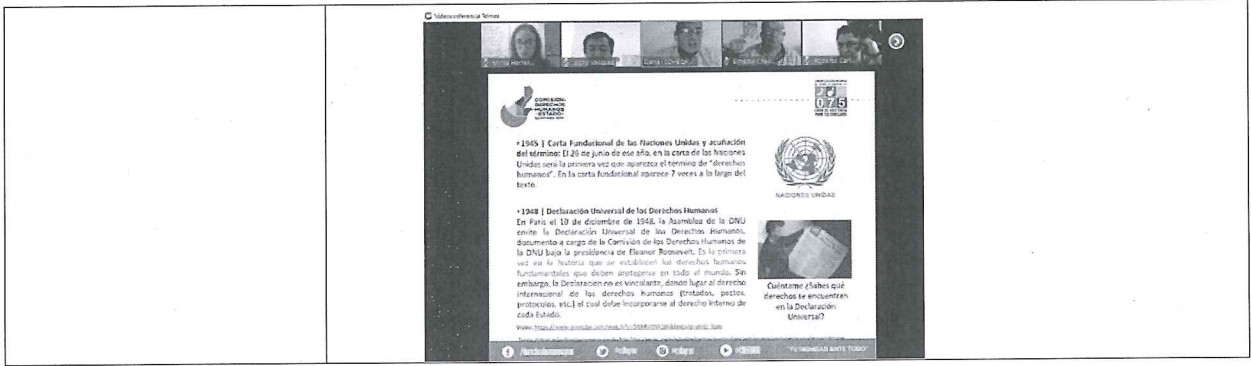 Videoconferencia Telmex
COMISIÓN
DERECHOS
HUMANOS
ESTADO
075
• 1945 | Carta Fundacional de las Naciones Unidas y acuñación
del término: El 26 de junio de ese año, en la carta de las Naciones
Unidas será la primera vez que aparezca el término de "derechos
humanos". En la carta fundacional aparece 7 veces a lo largo del
texto.
NACIONES UNIDAS
• 1948 | Declaración Universal de los Derechos Humanos
En París el 10 de diciembre de 1948, la Asamblea de la ONU
emite la Declaración Universal de los Derechos Humanos,
documento a cargo de la Comisión de los Derechos Humanos de
la ONU bajo la presidencia de Eleanor Roosevelt. Es la primera
vez en la historia que se establecen los derechos humanos
fundamentales que deben protegerse en todo el mundo. Sin
embargo, la Declaración no es vinculante, dando lugar al derecho
internacional de los derechos humanos (tratados, pactos,
protocolos, etc.) el cual debe incorporarse al derecho interno de
cada Estado.
Cuéntame ¿Sabes qué
derechos se encuentran
en la Declaración
Universal?
Video:
"TU DIGNIDAD ANTE TODO"